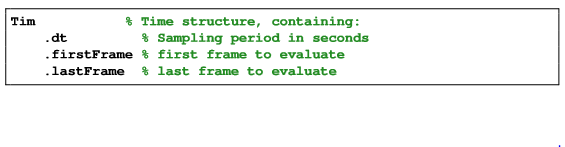 Tim % Time structure, containing:
.dt % Sampling period in seconds
.firstFrame % first frame to evaluate
.lastFrame % last frame to evaluate